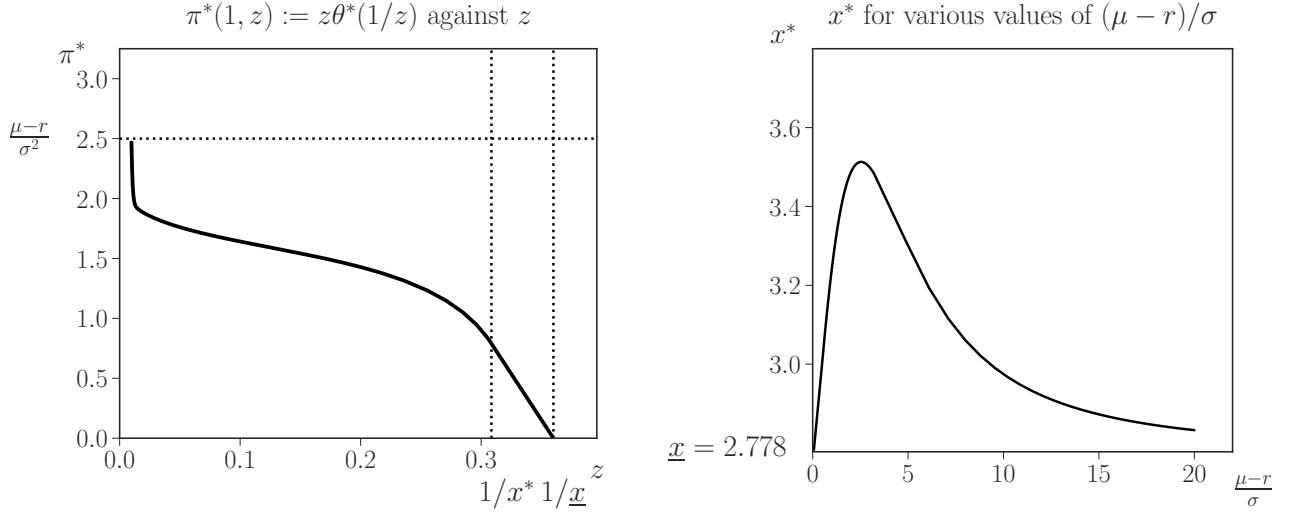 π*(1, z) := zθ*(1/z) against z
π*
3.0
μ−r/σ² 2.5
2.0
1.5
1.0
0.5
0.0
0.0 0.1 0.2 0.3 z
1/x* 1/x̲
x* for various values of (μ − r)/σ
x*
3.6
3.4
3.2
3.0
x̲ = 2.778
0 5 10 15 20 μ−r/σ